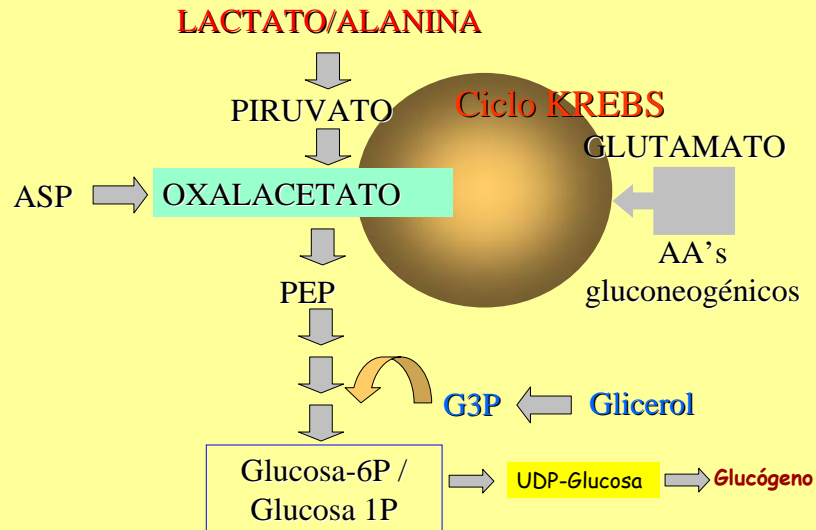 LACTATO/ALANINA
PIRUVATO
Ciclo KREBS
GLUTAMATO
ASP
OXALACETATO
AA's
gluconeogénicos
PEP
G3P
Glicerol
Glucosa-6P /
Glucosa 1P
UDP-Glucosa
Glucógeno